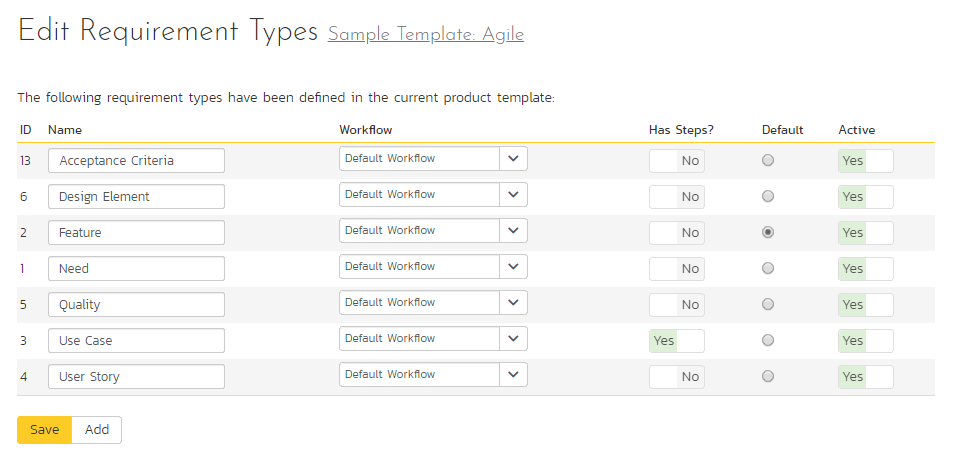 Edit Requirement Types Sample Template: Agile
The following requirement types have been defined in the current product template:
ID Name Workflow Has Steps? Default Active
13 Acceptance Criteria Default Workflow No Yes
6 Design Element Default Workflow No Yes
2 Feature Default Workflow No Yes
1 Need Default Workflow No Yes
5 Quality Default Workflow No Yes
3 Use Case Default Workflow Yes Yes
4 User Story Default Workflow No Yes
Save Add